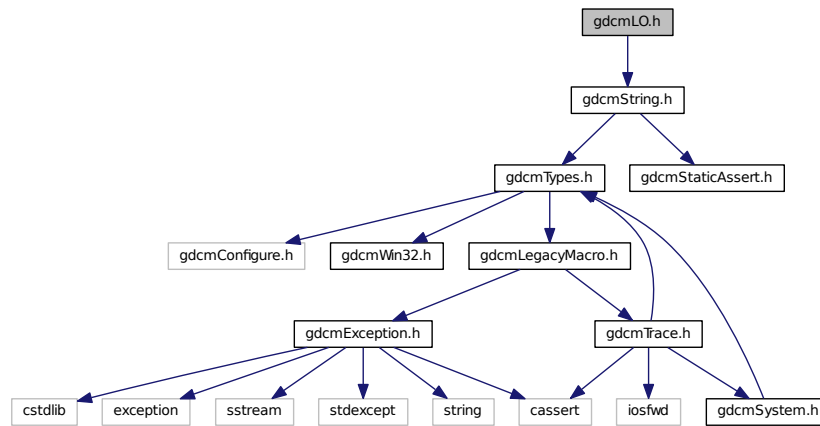 gdcmLO.h
gdcmString.h
gdcmTypes.h
gdcmStaticAssert.h
gdcmConfigure.h
gdcmWin32.h
gdcmLegacyMacro.h
gdcmException.h
gdcmTrace.h
cstdlib
exception
sstream
stdexcept
string
cassert
iosfwd
gdcmSystem.h